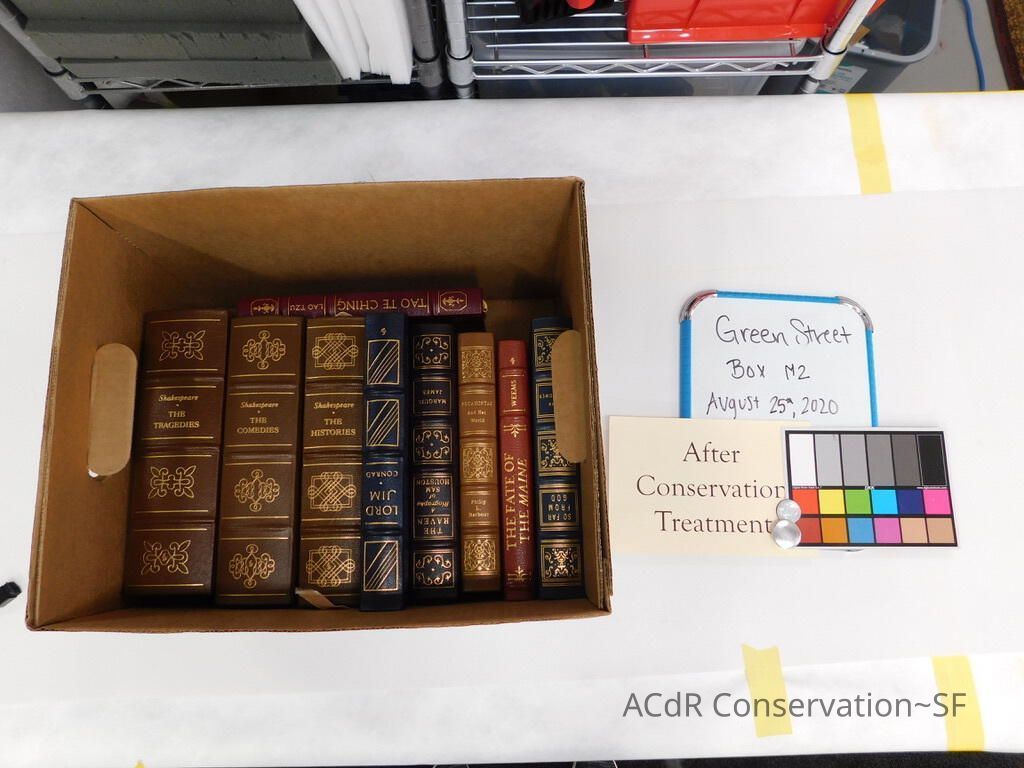 LAO TZU
TAO TE CHING
Shakespeare
THE
TRAGEDIES
Shakespeare
THE
COMEDIES
Shakespeare
THE
HISTORIES
LORD
JIM
CONRAD
THE RAVEN
A Biography
of
SAM
HOUSTON
MARQUIS
JAMES
POCAHONTAS
And Her
World
Philip L.
Barbour
THE FATE OF
THE MAINE
WEEMS
SO FAR
FROM
GOD
Green Street
Box M2
August 25th, 2020
After
Conservation
Treatment
ACdR Conservation~SF